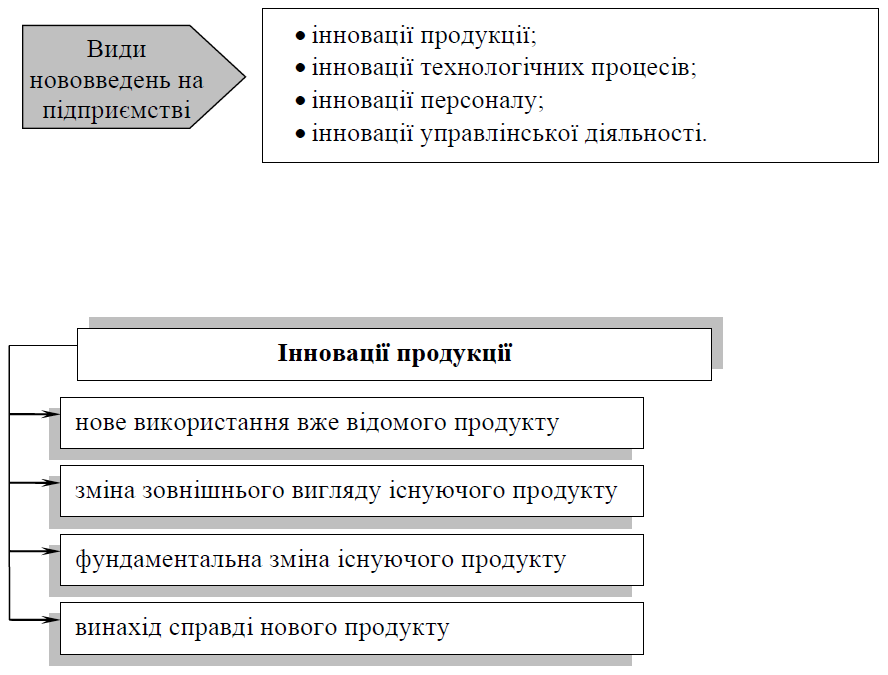 Види
нововведень на
підприємстві
• інновації продукції;
• інновації технологічних процесів;
• інновації персоналу;
• інновації управлінської діяльності.
Інновації продукції
нове використання вже відомого продукту
зміна зовнішнього вигляду існуючого продукту
фундаментальна зміна існуючого продукту
винахід справді нового продукту